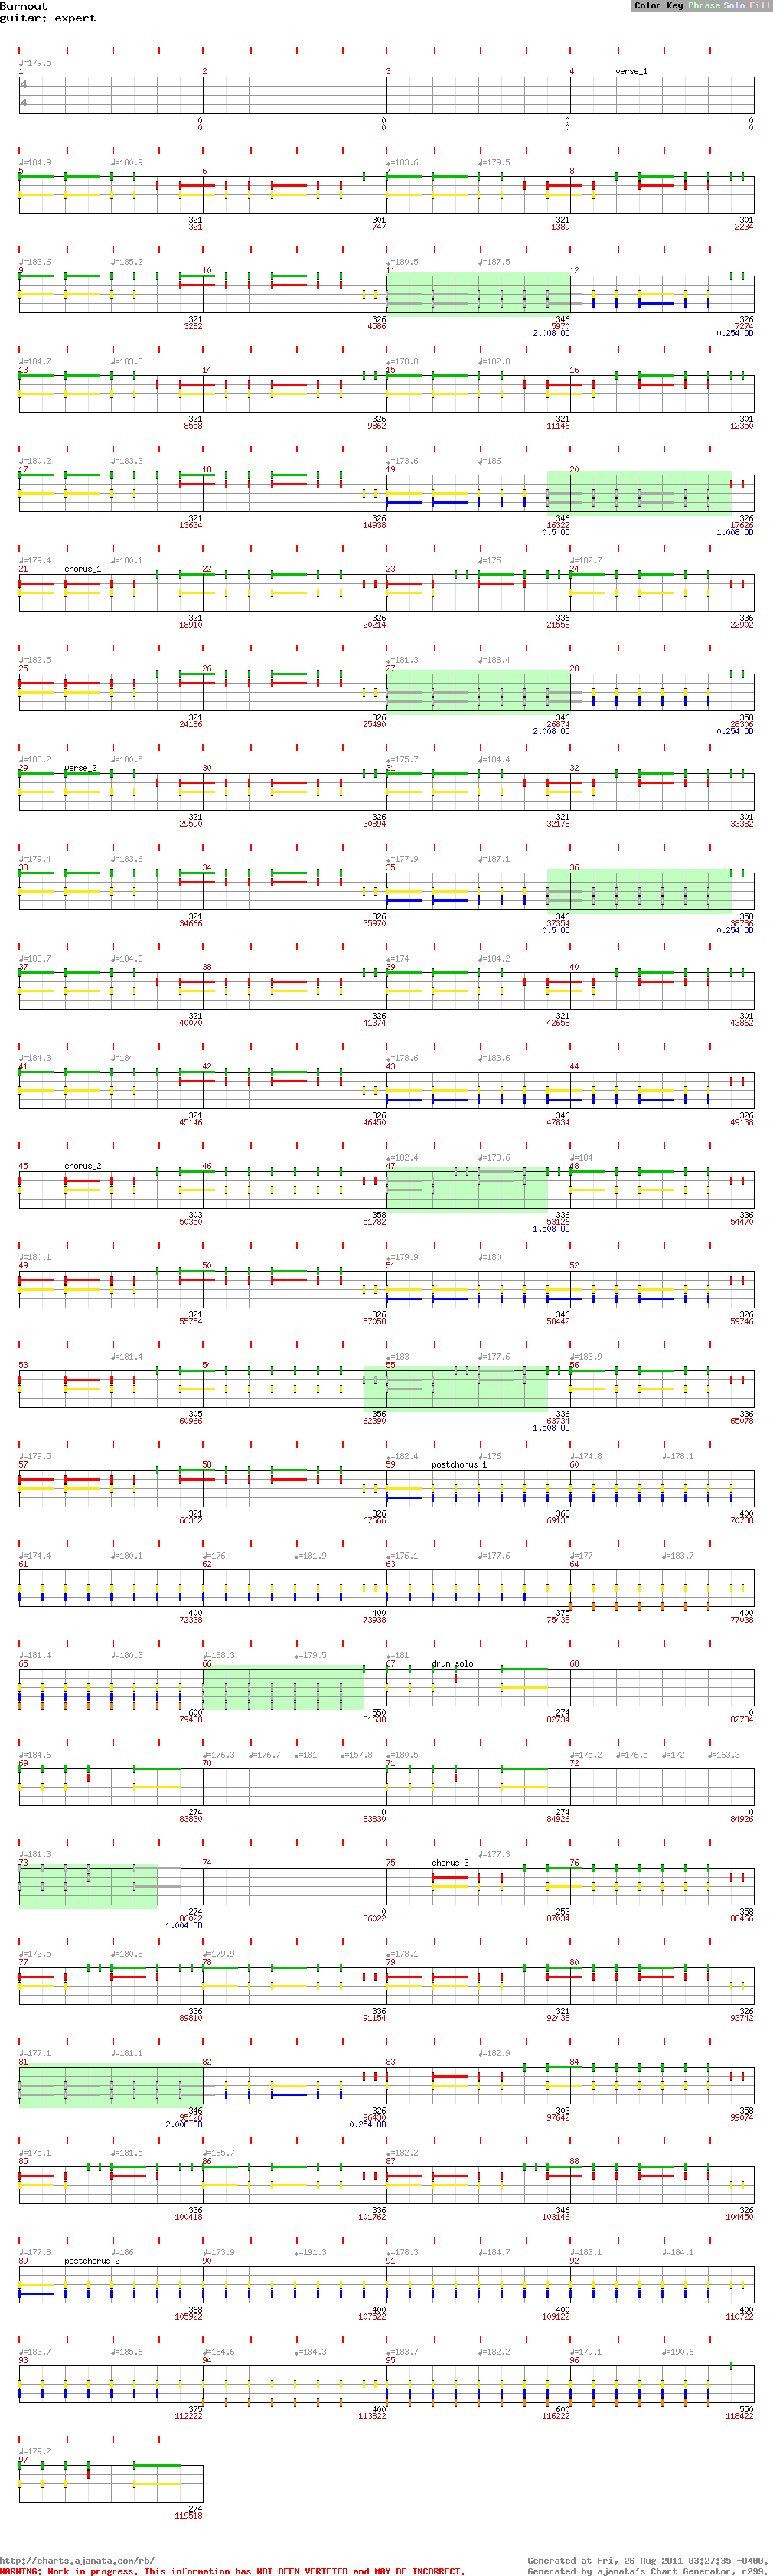 Burnout
Color Key Phrase Solo Fill
guitar: expert
♩=179.5
1 2 3 4 verse_1
4
4
0 0 0 0
0 0 0 0
♩=184.9 ♩=180.9 ♩=183.6 ♩=179.5
5 6 7 8
321 301 321 301
321 747 1389 2234
♩=183.6 ♩=185.2 ♩=180.5 ♩=187.5
9 10 11 12
321 326 346 326
3282 4586 5970 7274
2.008 OD 0.254 OD
♩=184.7 ♩=183.8 ♩=178.8 ♩=182.8
13 14 15 16
321 326 321 301
8558 9862 11146 12350
♩=180.2 ♩=183.3 ♩=173.6 ♩=186
17 18 19 20
321 326 346 326
13634 14938 16322 17626
0.5 OD 1.008 OD
♩=179.4 ♩=180.1 ♩=175 ♩=182.7
21 chorus_1 22 23 24
321 326 336 336
18910 20214 21558 22902
♩=182.5 ♩=181.3 ♩=188.4
25 26 27 28
321 326 346 358
24186 25490 26874 28306
2.008 OD 0.254 OD
♩=188.2 ♩=180.5 ♩=175.7 ♩=184.4
29 verse_2 30 31 32
321 326 321 301
29590 30894 32178 33382
♩=179.4 ♩=183.6 ♩=177.9 ♩=187.1
33 34 35 36
321 326 346 358
34666 35970 37354 38786
0.5 OD 0.254 OD
♩=183.7 ♩=184.3 ♩=174 ♩=184.2
37 38 39 40
321 326 321 301
40070 41374 42658 43862
♩=184.3 ♩=184 ♩=178.6 ♩=183.6
41 42 43 44
321 326 346 326
45146 46450 47834 49138
♩=182.4 ♩=178.6 ♩=184
45 chorus_2 46 47 48
303 358 336 336
50350 51782 53126 54470
1.508 OD
♩=180.1 ♩=179.9 ♩=180
49 50 51 52
321 326 346 326
55754 57058 58442 59746
♩=181.4 ♩=183 ♩=177.6 ♩=183.9
53 54 55 56
305 356 336 336
60966 62390 63734 65078
1.508 OD
♩=179.5 ♩=182.4 ♩=176 ♩=174.8 ♩=178.1
57 58 59 postchorus_1 60
321 326 368 400
66362 67666 69138 70738
♩=174.4 ♩=180.1 ♩=176 ♩=181.9 ♩=176.1 ♩=177.6 ♩=177 ♩=183.7
61 62 63 64
400 400 375 400
72338 73938 75438 77038
♩=181.4 ♩=180.3 ♩=188.3 ♩=179.5 ♩=181
65 66 67 drum_solo 68
600 550 274 0
79438 81638 82734 82734
♩=184.6 ♩=176.3 ♩=176.7 ♩=181 ♩=157.8 ♩=180.5 ♩=175.2 ♩=176.5 ♩=172 ♩=163.3
69 70 71 72
274 0 274 0
83830 83830 84926 84926
♩=181.3 ♩=177.3
73 74 75 chorus_3 76
274 0 253 358
86022 86022 87034 88466
1.004 OD
♩=172.5 ♩=180.8 ♩=179.9 ♩=178.1
77 78 79 80
336 336 321 326
89810 91154 92438 93742
♩=177.1 ♩=181.1 ♩=182.9
81 82 83 84
346 326 303 358
95126 96430 97642 99074
2.008 OD 0.254 OD
♩=175.1 ♩=181.5 ♩=185.7 ♩=182.2
85 86 87 88
336 336 346 326
100418 101762 103146 104450
♩=177.8 ♩=186 ♩=173.9 ♩=191.3 ♩=178.3 ♩=184.7 ♩=183.1 ♩=184.1
89 postchorus_2 90 91 92
368 400 400 400
105922 107522 109122 110722
♩=183.7 ♩=185.6 ♩=184.6 ♩=184.3 ♩=183.7 ♩=182.2 ♩=179.1 ♩=190.6
93 94 95 96
375 400 600 550
112222 113822 116222 118422
♩=179.2
97
274
119518
http://charts.ajanata.com/rb/ Generated at Fri, 26 Aug 2011 03:27:35 -0400.
WARNING: Work in progress. This information has NOT BEEN VERIFIED and MAY BE INCORRECT. Generated by ajanata's Chart Generator, r299.